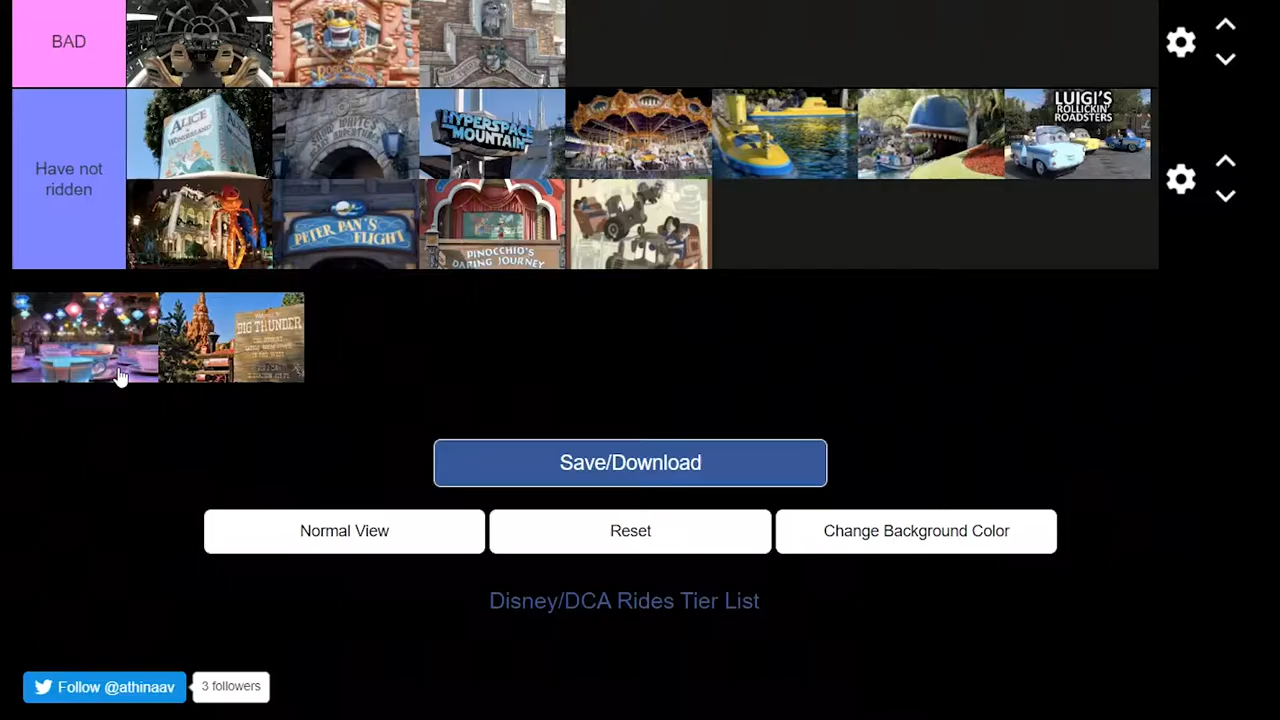 BAD
Have not
ridden
ALICE
IN
WONDERLAND
HYPERSPACE
MOUNTAIN
LUIGI'S
ROLLICKIN'
ROADSTERS
PETER PAN'S
FLIGHT
PINOCCHIO'S
DARING JOURNEY
BIG THUNDER
Save/Download
Normal View
Reset
Change Background Color
Disney/DCA Rides Tier List
Follow @athinaav
3 followers